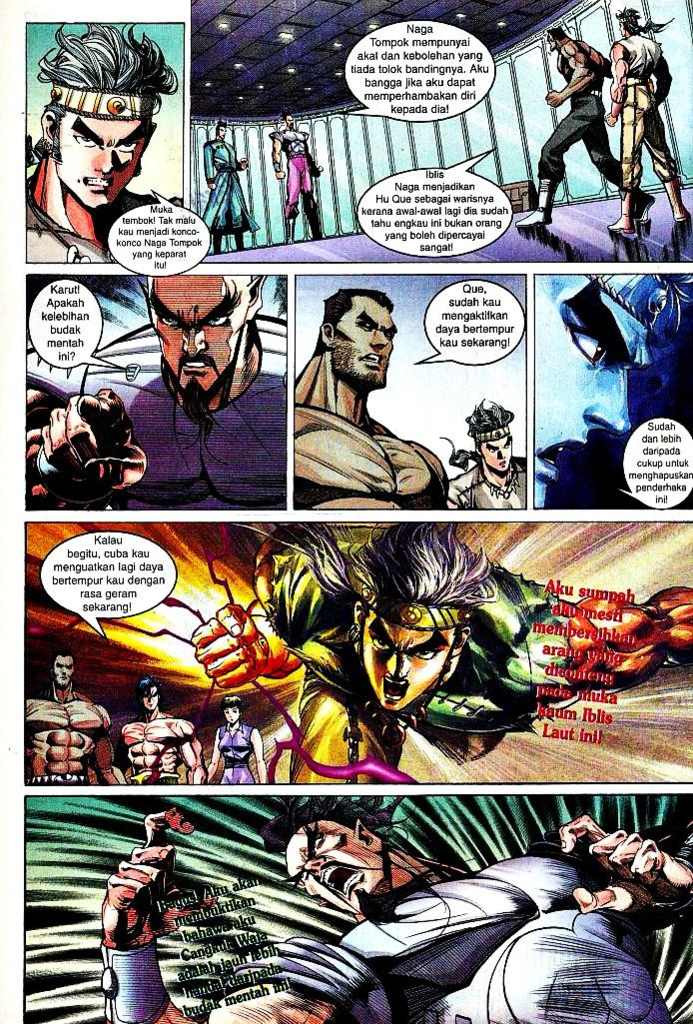 Muka
tembok! Tak malu
kau menjadi konco-
konco Naga Tompok
yang keparat
itu!
Naga
Tompok mempunyai
akal dan kebolehan yang
tiada tolok bandingnya. Aku
bangga jika aku dapat
memperhambakan diri
kepada dia!
Iblis
Naga menjadikan
Hu Que sebagai warisnya
kerana awal-awal lagi dia sudah
tahu engkau ini bukan orang
yang boleh dipercayai
sangat!
Karut!
Apakah
kelebihan
budak
mentah
ini?
Que,
sudah kau
mengaktilkan
daya bertempur
kau sekarang!
Sudah
dan lebih
daripada
cukup untuk
menghapuskan
penderhaka
ini!
Kalau
begitu, cuba kau
menguatkan lagi daya
bertempur kau dengan
rasa geram
sekarang!
Aku sumpah
aku mesti
membersihkan
arang yang
diconteng
pada muka
kaum Iblis
Laut ini!
Bagus! Aku akan
membuktikan
bahawa aku
Cangkuk Waja
adalah jauh lebih
handal daripada
budak mentah ini!